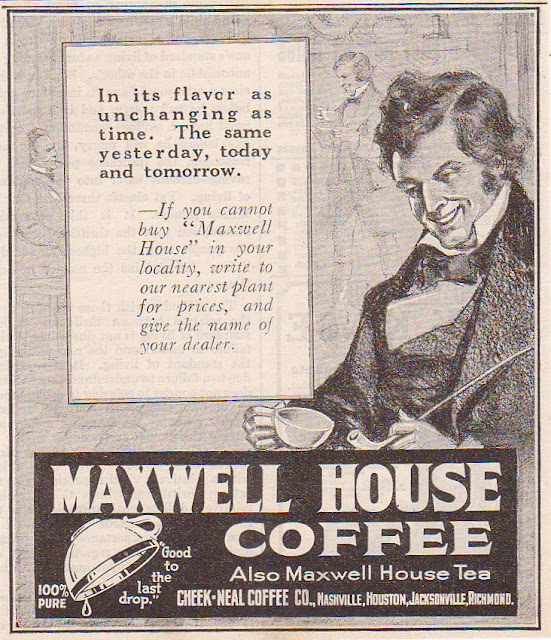 In its flavor as
unchanging as
time. The same
yesterday, today
and tomorrow.
—If you cannot
buy "Maxwell
House" in your
locality, write to
our nearest plant
for prices, and
give the name of
your dealer.
MAXWELL HOUSE
COFFEE
Also Maxwell House Tea
CHEEK-NEAL COFFEE CO., NASHVILLE, HOUSTON, JACKSONVILLE, RICHMOND.
"Good
to
the
last
drop."
100%
PURE